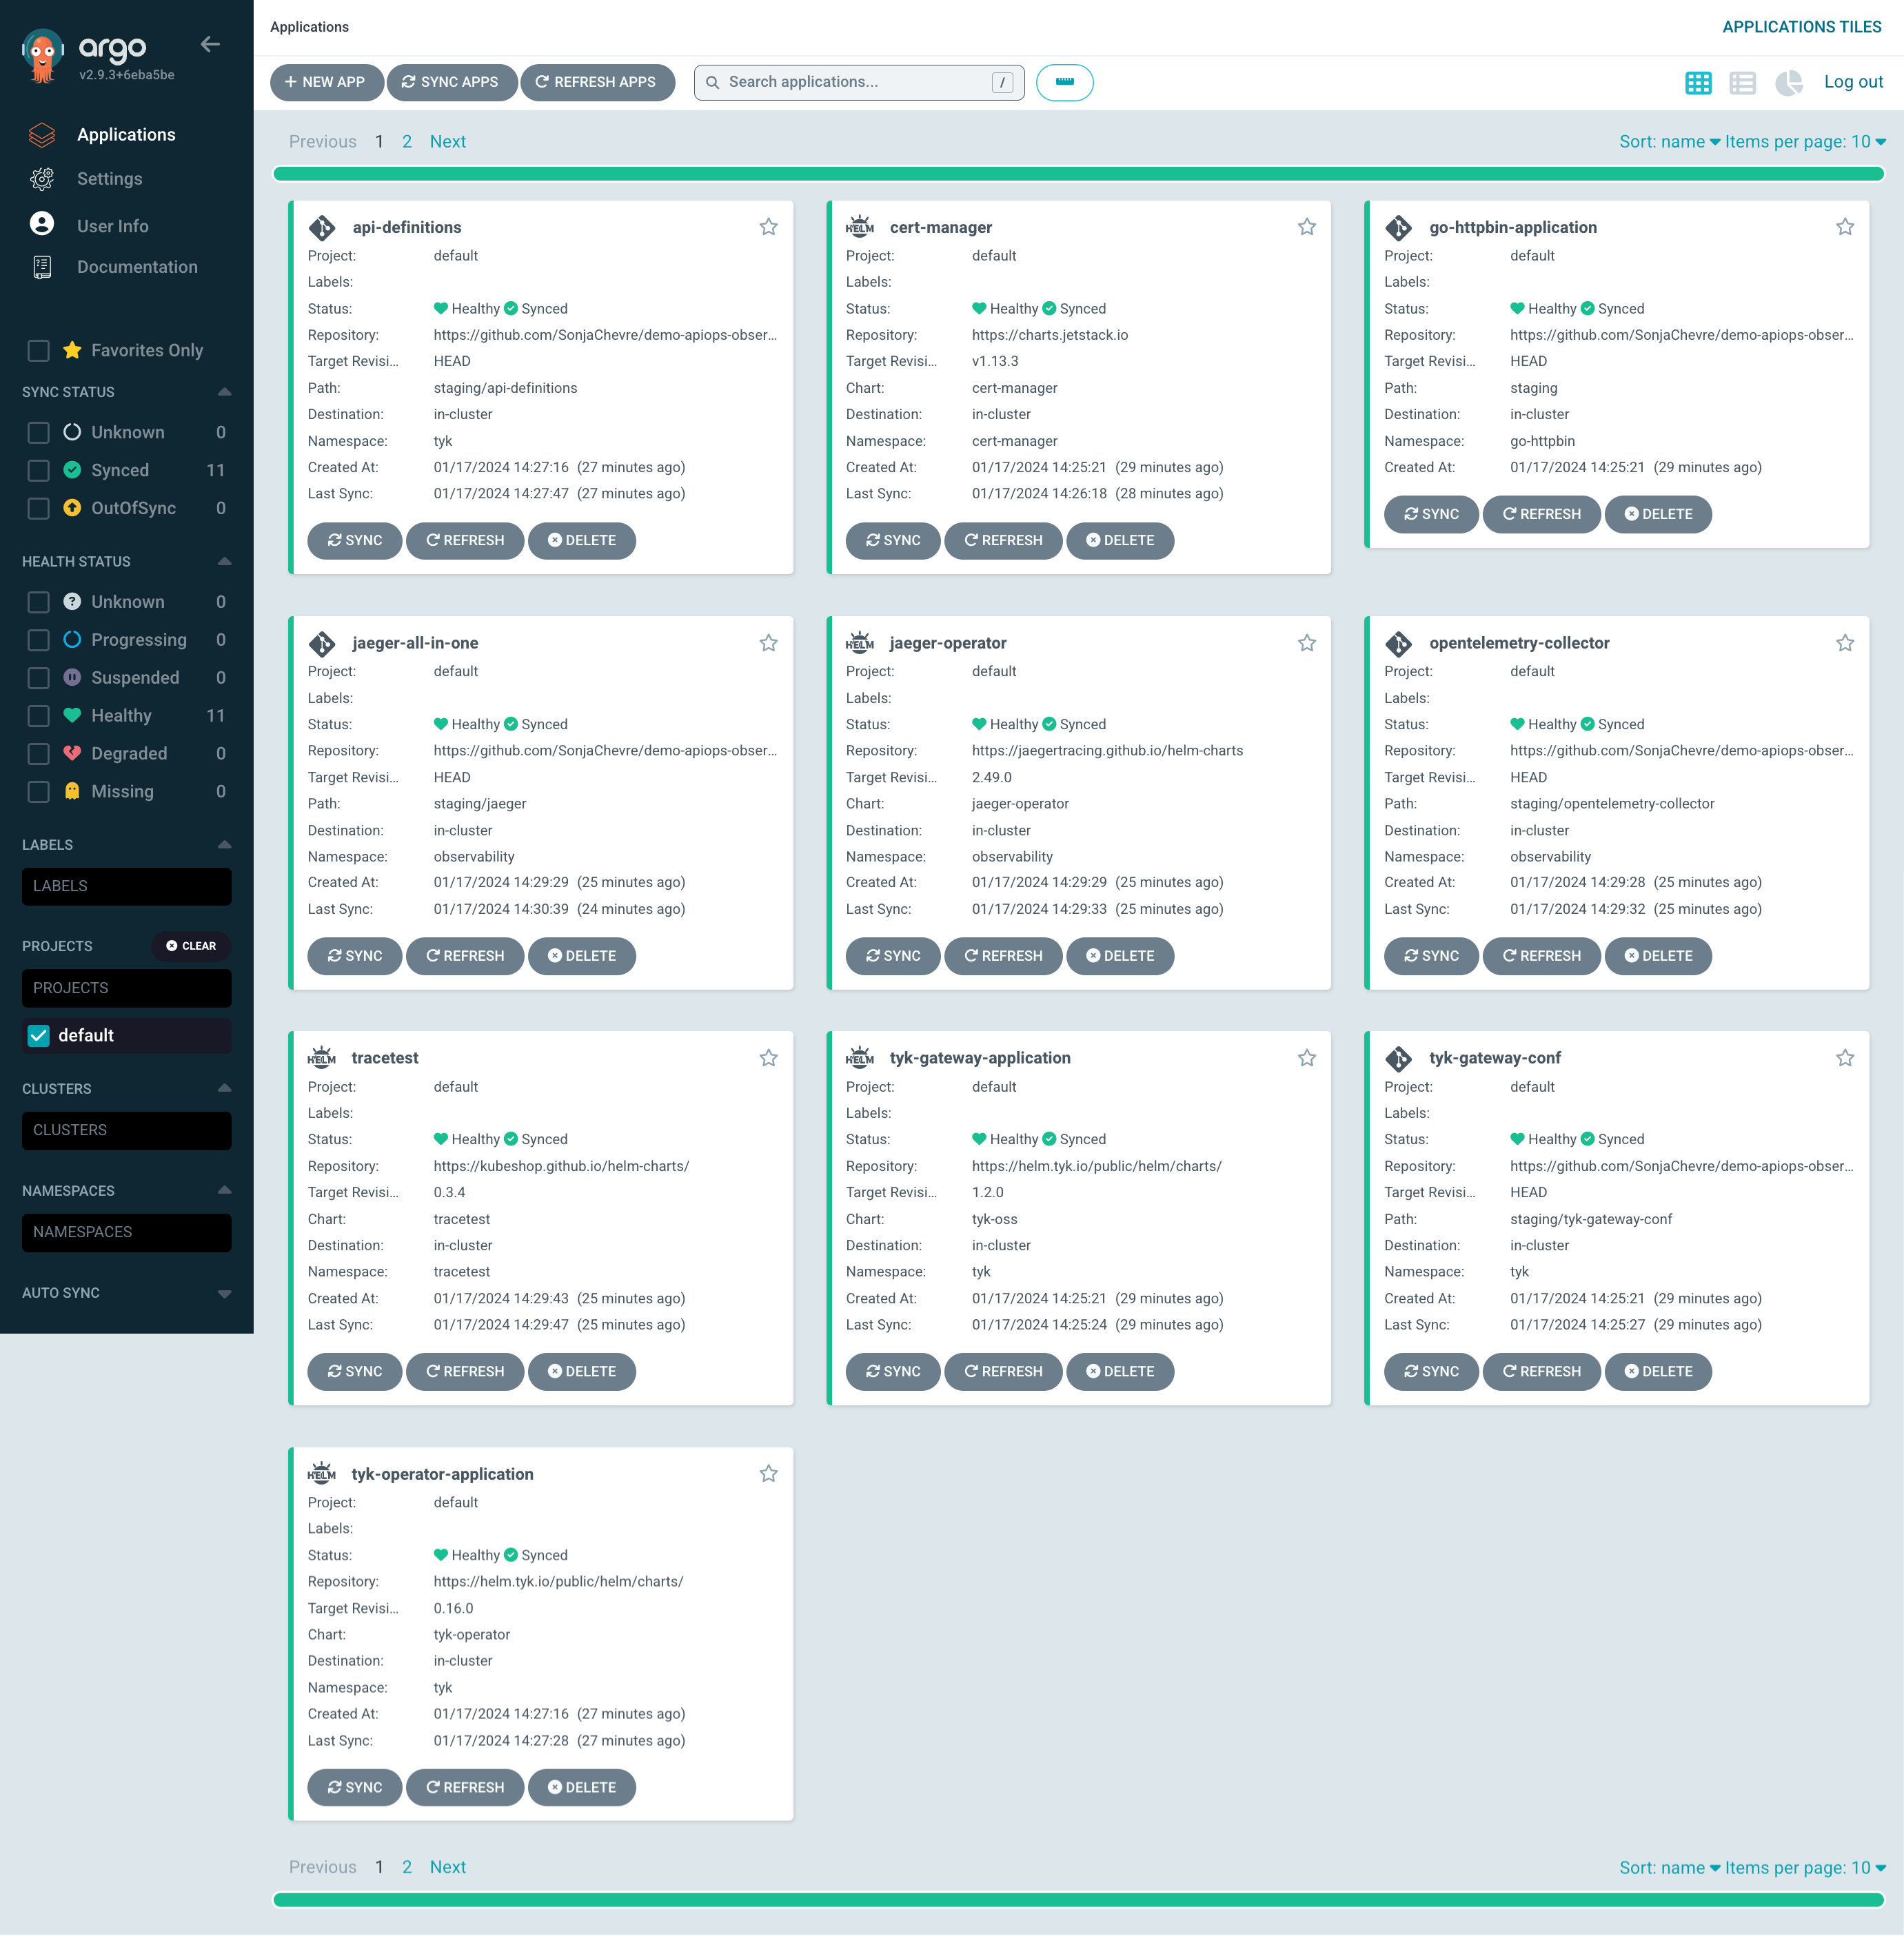 argo
v2.9.3+6eba5be
Applications
Settings
User Info
Documentation
Favorites Only
SYNC STATUS
Unknown 0
Synced 11
OutOfSync 0
HEALTH STATUS
Unknown 0
Progressing 0
Suspended 0
Healthy 11
Degraded 0
Missing 0
LABELS
LABELS
PROJECTS CLEAR
PROJECTS
default
CLUSTERS
CLUSTERS
NAMESPACES
NAMESPACES
AUTO SYNC
Applications APPLICATIONS TILES
NEW APP SYNC APPS REFRESH APPS Search applications... / Log out
Previous 1 2 Next Sort: name Items per page: 10
api-definitions
Project: default
Labels:
Status: Healthy Synced
Repository: https://github.com/SonjaChevre/demo-apiops-obser...
Target Revisi... HEAD
Path: staging/api-definitions
Destination: in-cluster
Namespace: tyk
Created At: 01/17/2024 14:27:16 (27 minutes ago)
Last Sync: 01/17/2024 14:27:47 (27 minutes ago)
SYNC REFRESH DELETE
HELM cert-manager
Project: default
Labels:
Status: Healthy Synced
Repository: https://charts.jetstack.io
Target Revisi... v1.13.3
Chart: cert-manager
Destination: in-cluster
Namespace: cert-manager
Created At: 01/17/2024 14:25:21 (29 minutes ago)
Last Sync: 01/17/2024 14:26:18 (28 minutes ago)
SYNC REFRESH DELETE
go-httpbin-application
Project: default
Labels:
Status: Healthy Synced
Repository: https://github.com/SonjaChevre/demo-apiops-obser...
Target Revisi... HEAD
Path: staging
Destination: in-cluster
Namespace: go-httpbin
Created At: 01/17/2024 14:25:21 (29 minutes ago)
SYNC REFRESH DELETE
jaeger-all-in-one
Project: default
Labels:
Status: Healthy Synced
Repository: https://github.com/SonjaChevre/demo-apiops-obser...
Target Revisi... HEAD
Path: staging/jaeger
Destination: in-cluster
Namespace: observability
Created At: 01/17/2024 14:29:29 (25 minutes ago)
Last Sync: 01/17/2024 14:30:39 (24 minutes ago)
SYNC REFRESH DELETE
HELM jaeger-operator
Project: default
Labels:
Status: Healthy Synced
Repository: https://jaegertracing.github.io/helm-charts
Target Revisi... 2.49.0
Chart: jaeger-operator
Destination: in-cluster
Namespace: observability
Created At: 01/17/2024 14:29:29 (25 minutes ago)
Last Sync: 01/17/2024 14:29:33 (25 minutes ago)
SYNC REFRESH DELETE
opentelemetry-collector
Project: default
Labels:
Status: Healthy Synced
Repository: https://github.com/SonjaChevre/demo-apiops-obser...
Target Revisi... HEAD
Path: staging/opentelemetry-collector
Destination: in-cluster
Namespace: observability
Created At: 01/17/2024 14:29:28 (25 minutes ago)
Last Sync: 01/17/2024 14:29:32 (25 minutes ago)
SYNC REFRESH DELETE
HELM tracetest
Project: default
Labels:
Status: Healthy Synced
Repository: https://kubeshop.github.io/helm-charts/
Target Revisi... 0.3.4
Chart: tracetest
Destination: in-cluster
Namespace: tracetest
Created At: 01/17/2024 14:29:43 (25 minutes ago)
Last Sync: 01/17/2024 14:29:47 (25 minutes ago)
SYNC REFRESH DELETE
HELM tyk-gateway-application
Project: default
Labels:
Status: Healthy Synced
Repository: https://helm.tyk.io/public/helm/charts/
Target Revisi... 1.2.0
Chart: tyk-oss
Destination: in-cluster
Namespace: tyk
Created At: 01/17/2024 14:25:21 (29 minutes ago)
Last Sync: 01/17/2024 14:25:24 (29 minutes ago)
SYNC REFRESH DELETE
tyk-gateway-conf
Project: default
Labels:
Status: Healthy Synced
Repository: https://github.com/SonjaChevre/demo-apiops-obser...
Target Revisi... HEAD
Path: staging/tyk-gateway-conf
Destination: in-cluster
Namespace: tyk
Created At: 01/17/2024 14:25:21 (29 minutes ago)
Last Sync: 01/17/2024 14:25:27 (29 minutes ago)
SYNC REFRESH DELETE
HELM tyk-operator-application
Project: default
Labels:
Status: Healthy Synced
Repository: https://helm.tyk.io/public/helm/charts/
Target Revisi... 0.16.0
Chart: tyk-operator
Destination: in-cluster
Namespace: tyk
Created At: 01/17/2024 14:27:16 (27 minutes ago)
Last Sync: 01/17/2024 14:27:28 (27 minutes ago)
SYNC REFRESH DELETE
Previous 1 2 Next Sort: name Items per page: 10